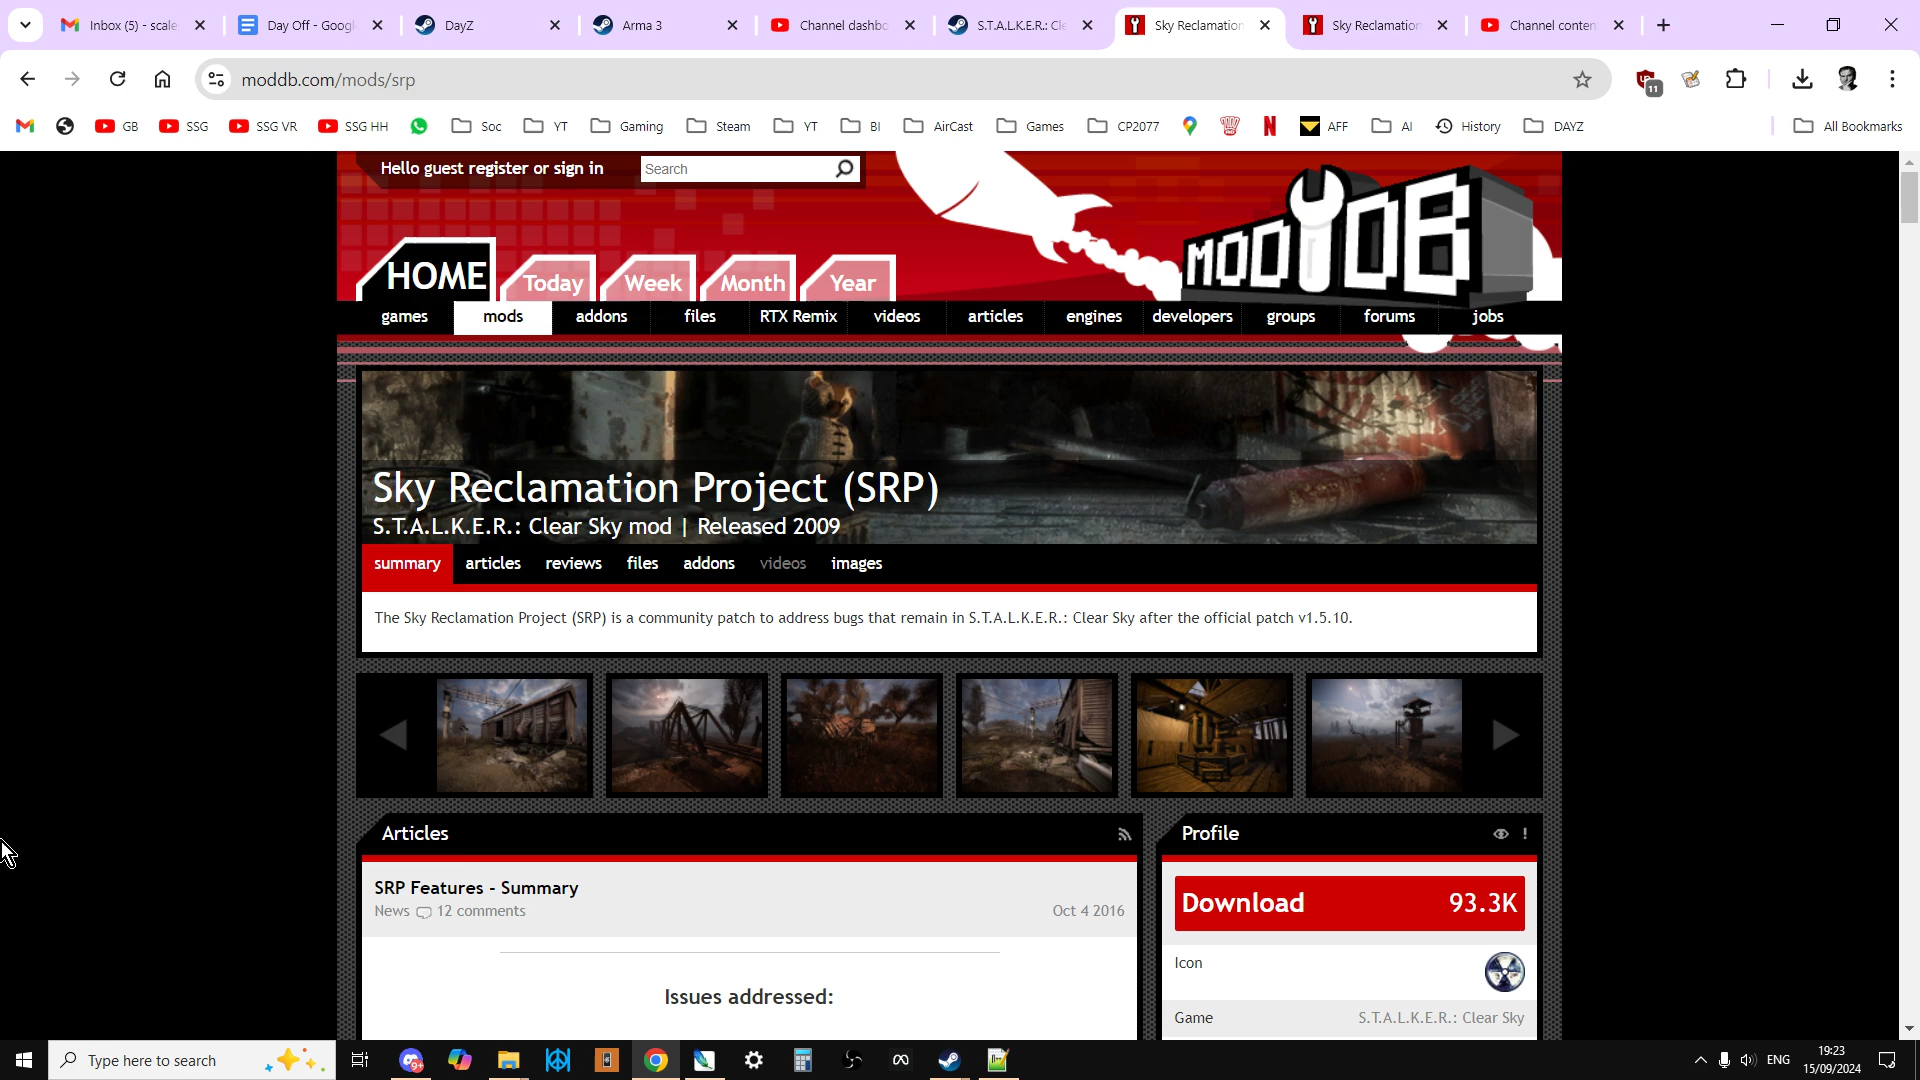 Inbox (5) - scale
Day Off - Googl
DayZ
Arma 3
Channel dashbo
S.T.A.L.K.E.R.: Cle
Sky Reclamation
Sky Reclamation
Channel conten
moddb.com/mods/srp
11
GB
SSG
SSG VR
SSG HH
Soc
YT
Gaming
Steam
YT
BI
AirCast
Games
CP2077
AFF
AI
History
DAYZ
All Bookmarks
Hello guest register or sign in
Search
MODDB
HOME
Today
Week
Month
Year
games
mods
addons
files
RTX Remix
videos
articles
engines
developers
groups
forums
jobs
Sky Reclamation Project (SRP)
S.T.A.L.K.E.R.: Clear Sky mod | Released 2009
summary
articles
reviews
files
addons
videos
images
The Sky Reclamation Project (SRP) is a community patch to address bugs that remain in S.T.A.L.K.E.R.: Clear Sky after the official patch v1.5.10.
Articles
SRP Features - Summary
News 12 comments
Oct 4 2016
Issues addressed:
Profile
Download 93.3K
Icon
Game S.T.A.L.K.E.R.: Clear Sky
Type here to search
9+
ENG
19:23
15/09/2024